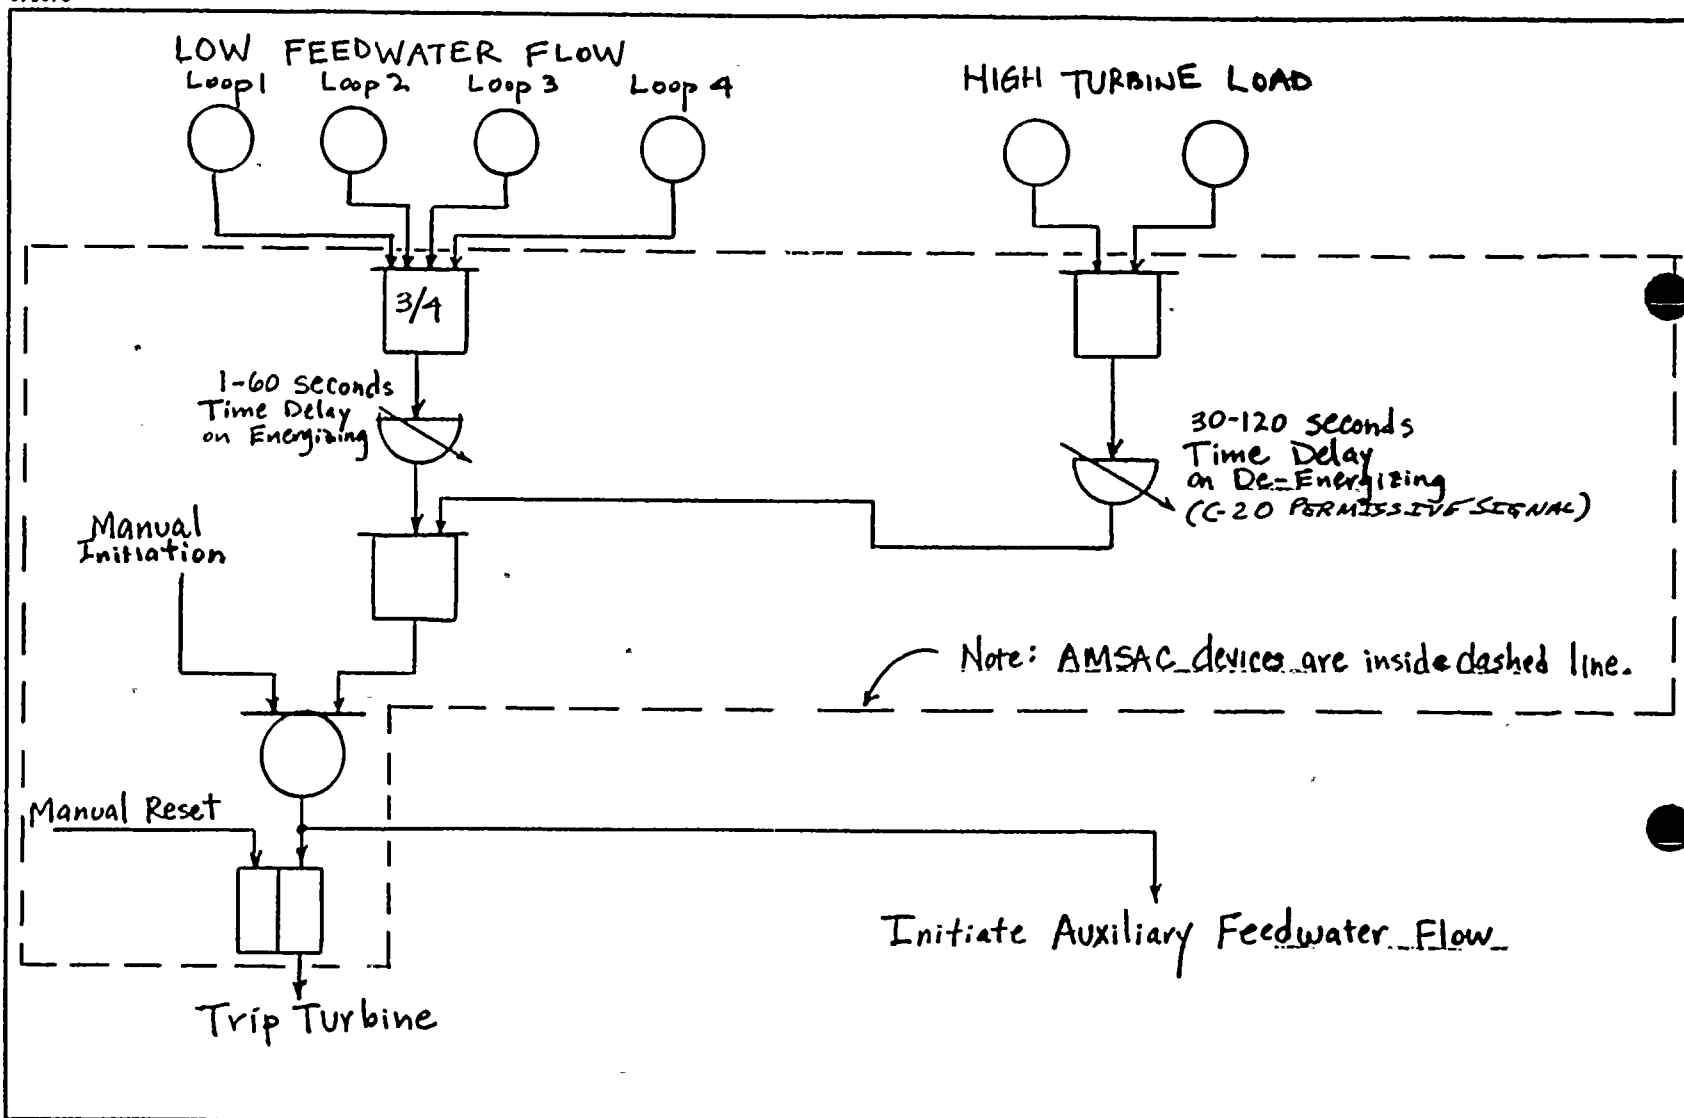 LOW FEEDWATER FLOW
Loop 1 Loop 2 Loop 3 Loop 4
HIGH TURBINE LOAD
3/4
1-60 seconds
Time Delay
on Energizing
30-120 seconds
Time Delay
on De-Energizing
(C-20 PERMISSIVE SIGNAL)
Manual
Initiation
Note: AMSAC devices are inside dashed line.
Manual Reset
Initiate Auxiliary Feedwater Flow
Trip Turbine